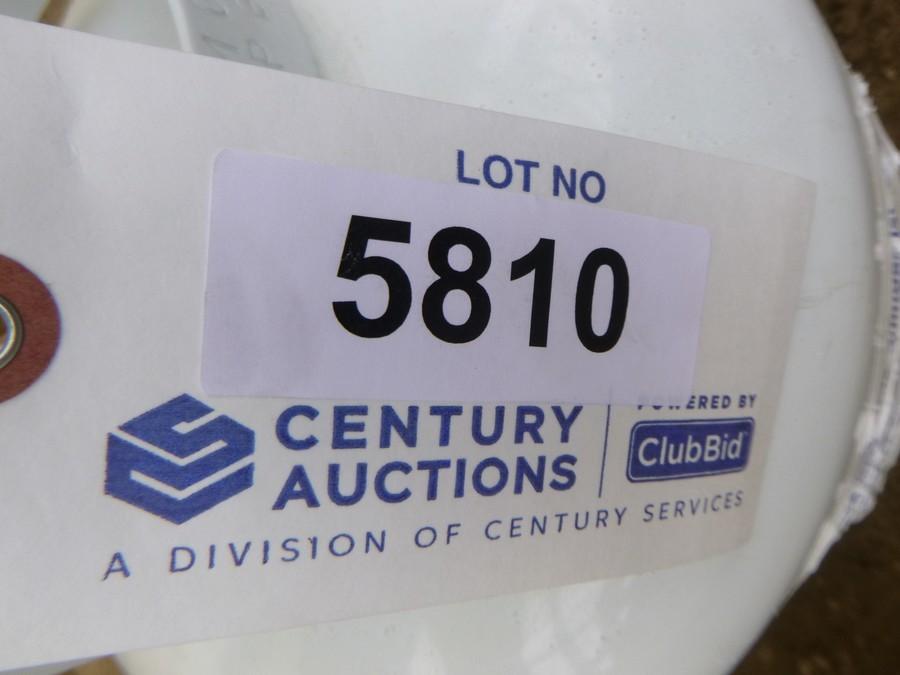 LOT NO
5810
CENTURY
AUCTIONS
POWERED BY
ClubBid
A DIVISION OF CENTURY SERVICES